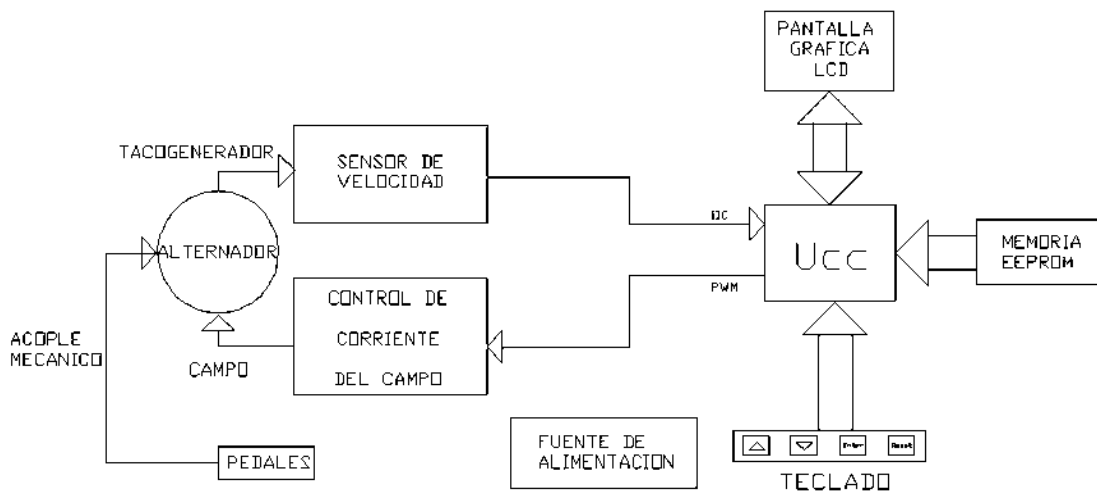 PANTALLA
GRAFICA
LCD
TACOGENERADOR
SENSOR DE
VELOCIDAD
IC
ALTERNADOR
Ucc
MEMORIA
EEPROM
PWM
CONTROL DE
CORRIENTE
DEL CAMPO
ACOPLE
MECANICO
CAMPO
PEDALES
FUENTE DE
ALIMENTACION
Enter
Reset
TECLADO